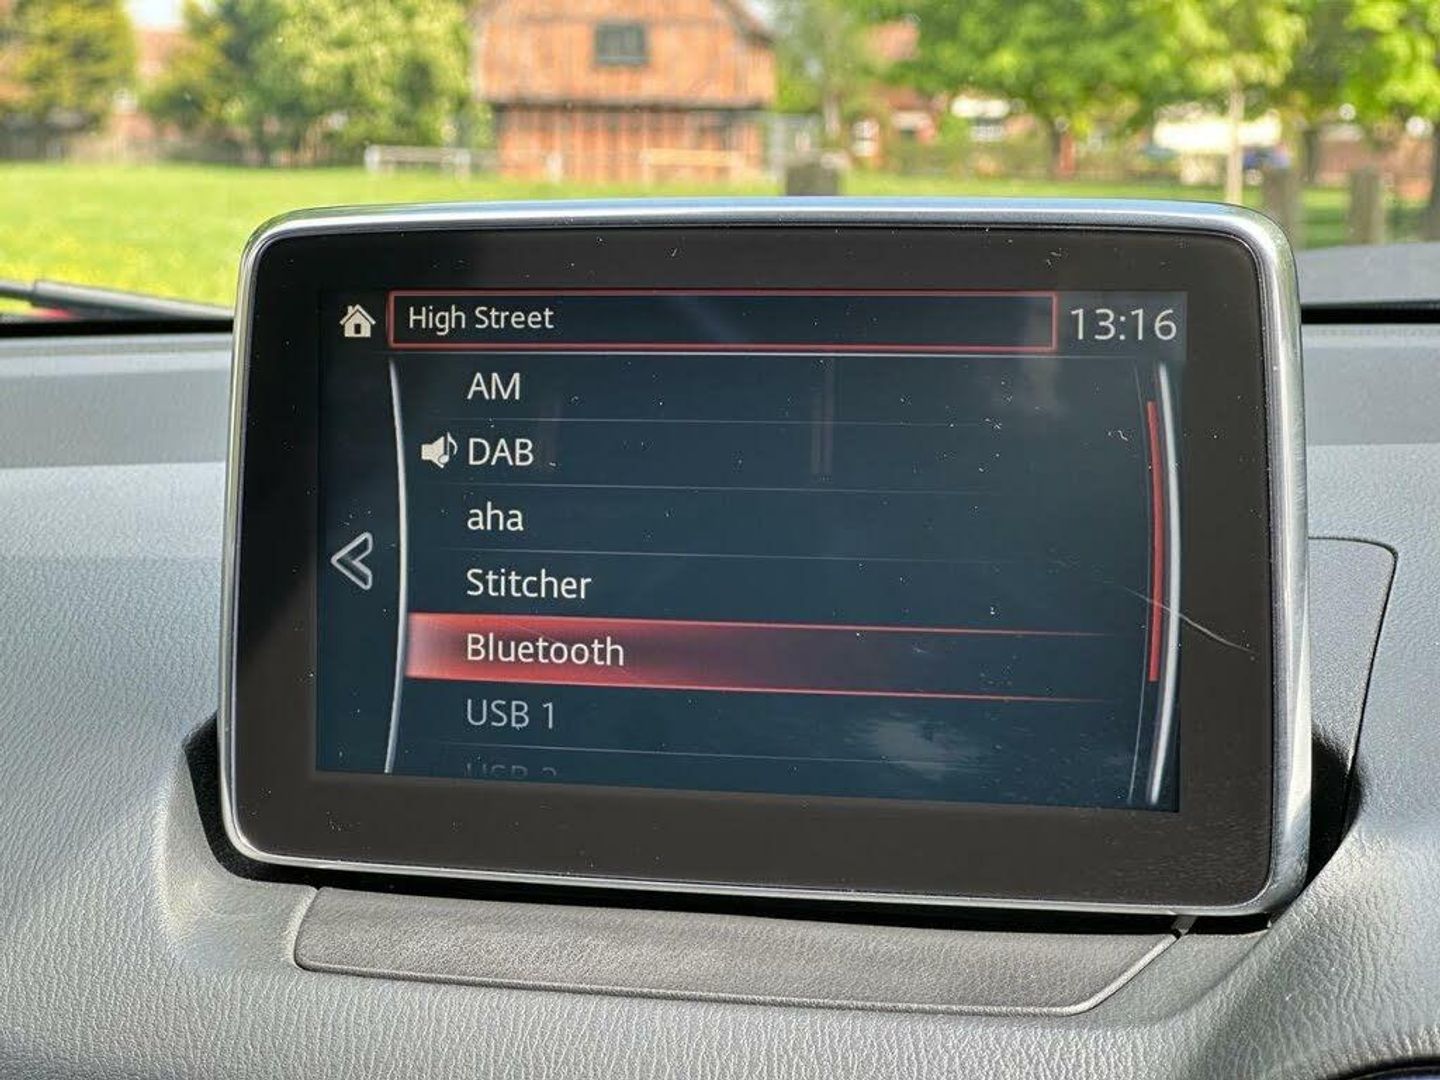 High Street
13:16
AM
DAB
aha
Stitcher
Bluetooth
USB 1